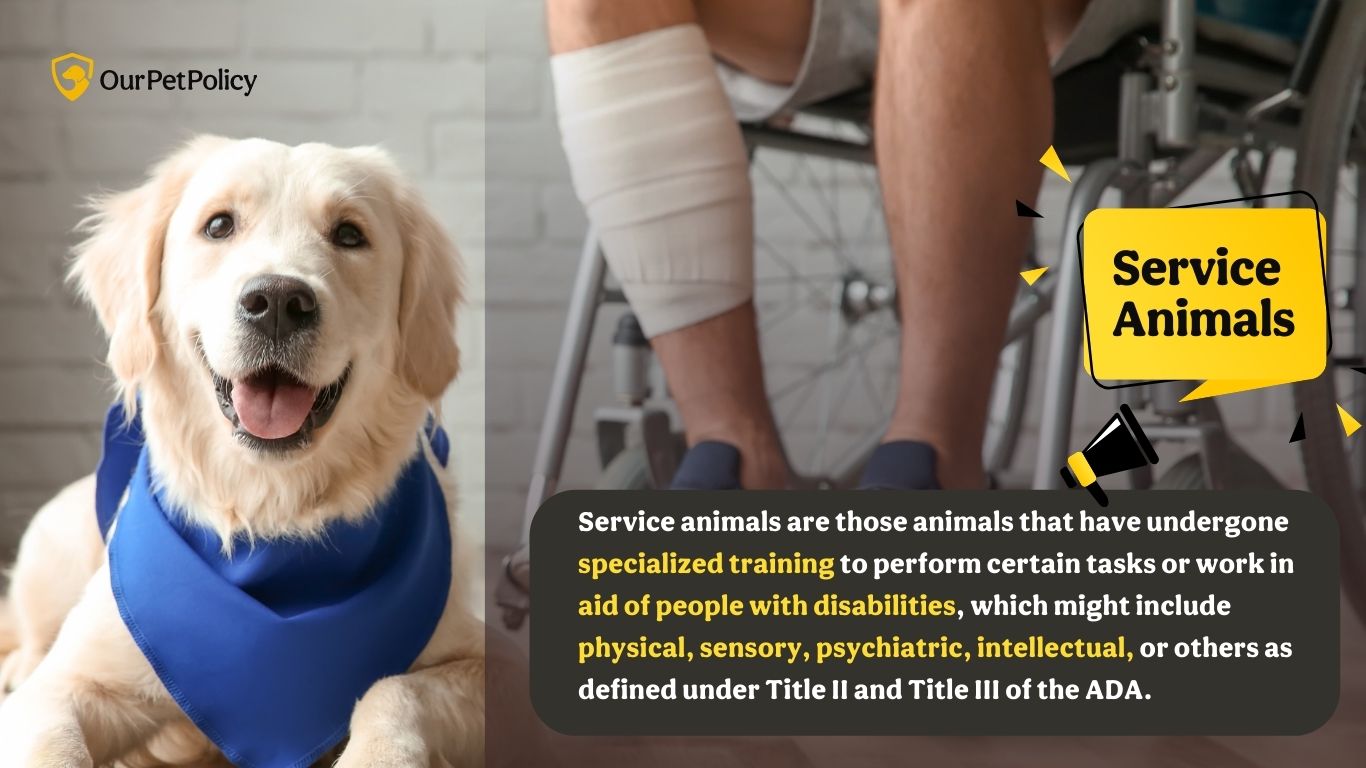 OurPetPolicy
Service
Animals
Service animals are those animals that have undergone
specialized training to perform certain tasks or work in
aid of people with disabilities, which might include
physical, sensory, psychiatric, intellectual, or others as
defined under Title II and Title III of the ADA.